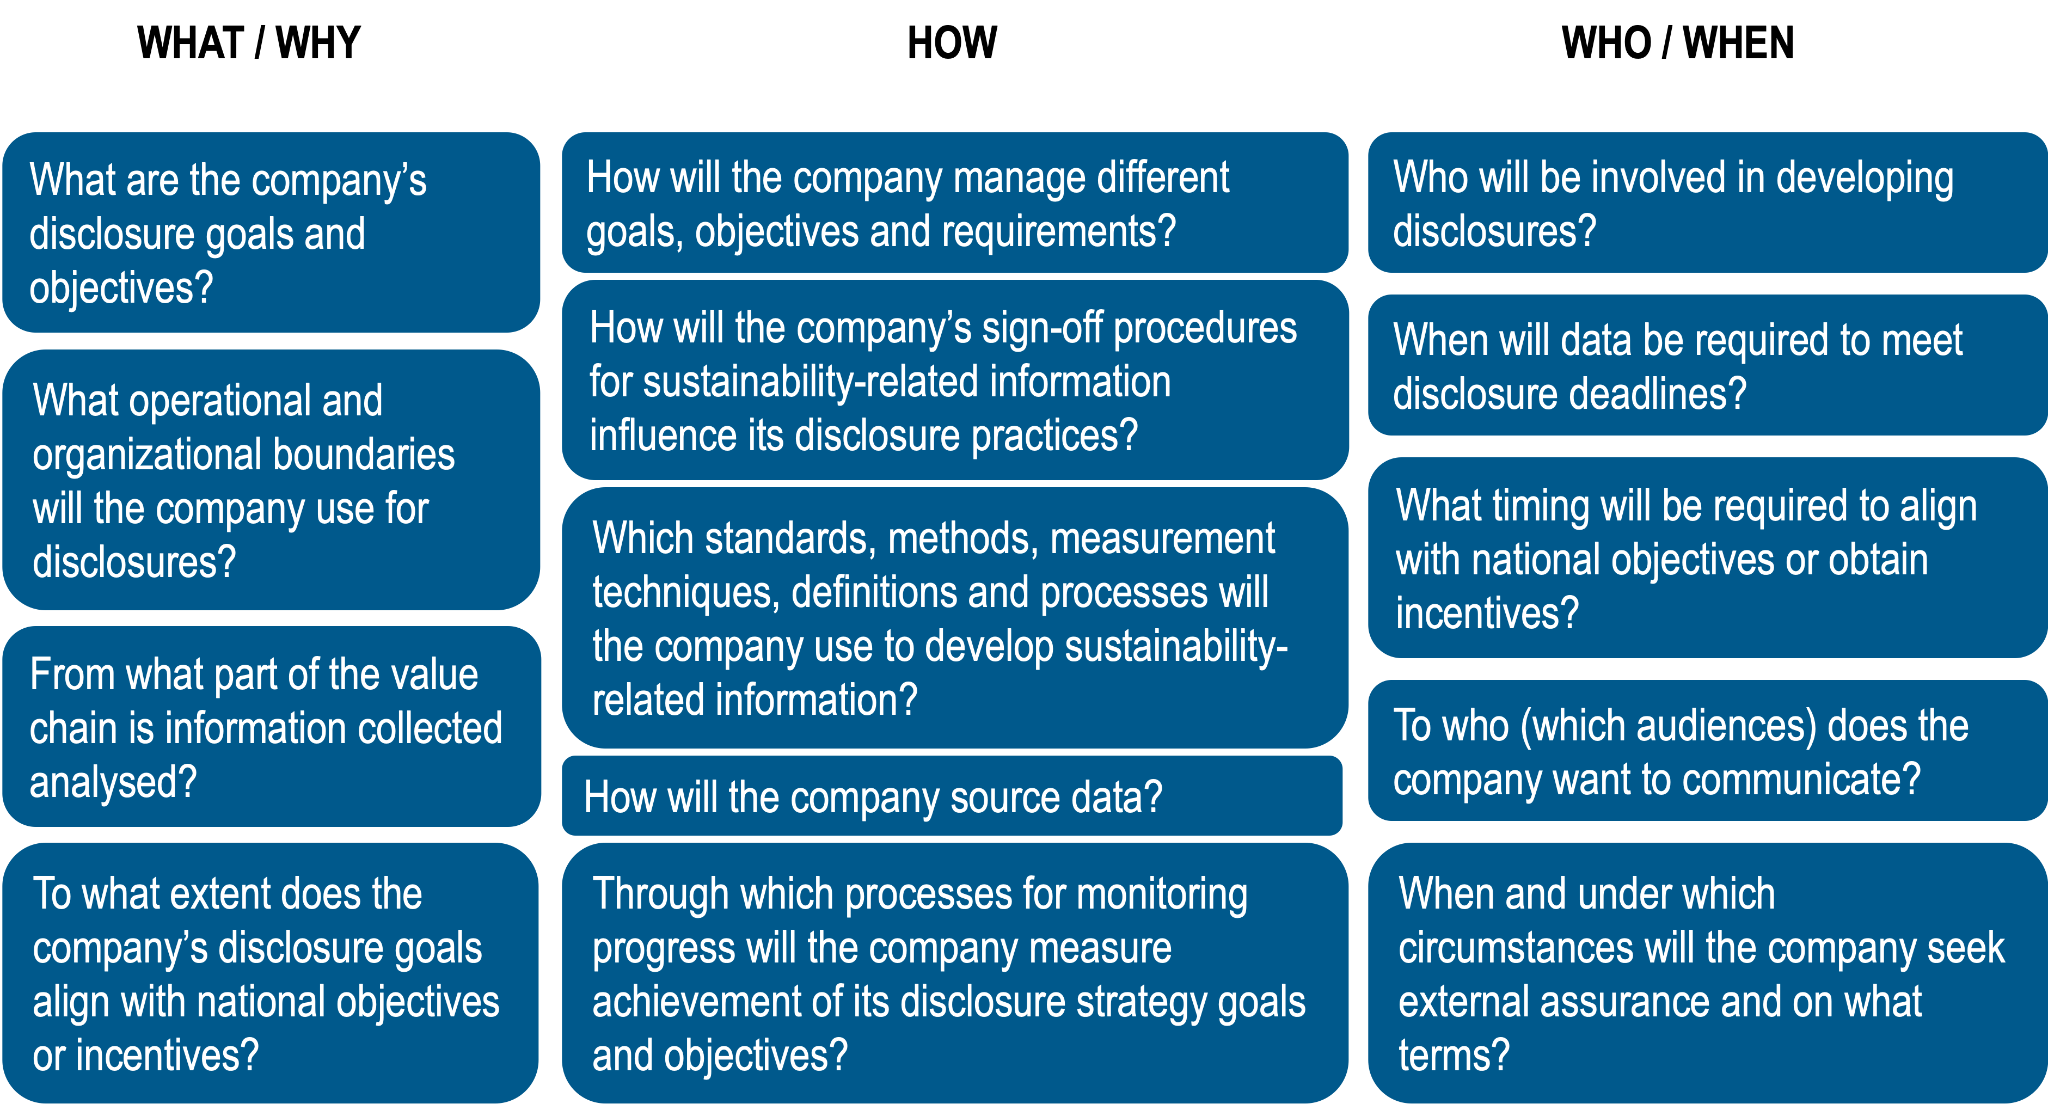 WHAT / WHY
What are the company’s
disclosure goals and
objectives?
What operational and
organizational boundaries
will the company use for
disclosures?
From what part of the value
chain is information collected
analysed?
To what extent does the
company’s disclosure goals
align with national objectives
or incentives?
HOW
How will the company manage different
goals, objectives and requirements?
How will the company’s sign-off procedures
for sustainability-related information
influence its disclosure practices?
Which standards, methods, measurement
techniques, definitions and processes will
the company use to develop sustainability-
related information?
How will the company source data?
Through which processes for monitoring
progress will the company measure
achievement of its disclosure strategy goals
and objectives?
WHO / WHEN
Who will be involved in developing
disclosures?
When will data be required to meet
disclosure deadlines?
What timing will be required to align
with national objectives or obtain
incentives?
To who (which audiences) does the
company want to communicate?
When and under which
circumstances will the company seek
external assurance and on what
terms?